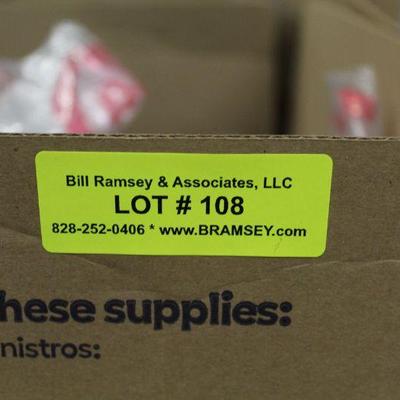 Bill Ramsey & Associates, LLC
LOT # 108
828-252-0406 * www.BRAMSEY.com
hese supplies:
nistros: